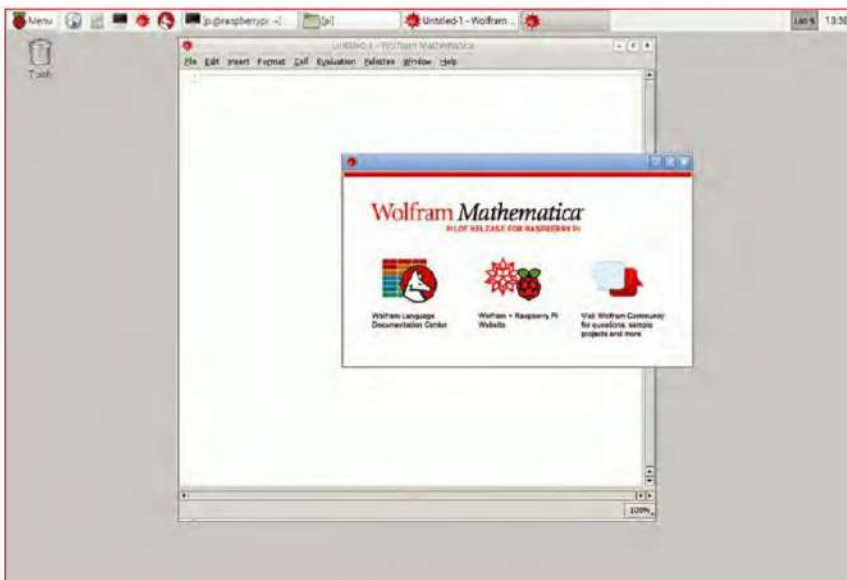 Menu
pi@raspberrypi: ~
[pi]
Untitled-1 - Wolfram ...
100 %
Trash
Untitled-1 - Wolfram Mathematica
File Edit Insert Format Cell Evaluation Palettes Window Help
Wolfram Mathematica
PILOT RELEASE FOR RASPBERRY PI
Wolfram Language
Documentation Center
Wolfram + Raspberry Pi
Website
Visit Wolfram Community
for questions, sample
projects and more
100%